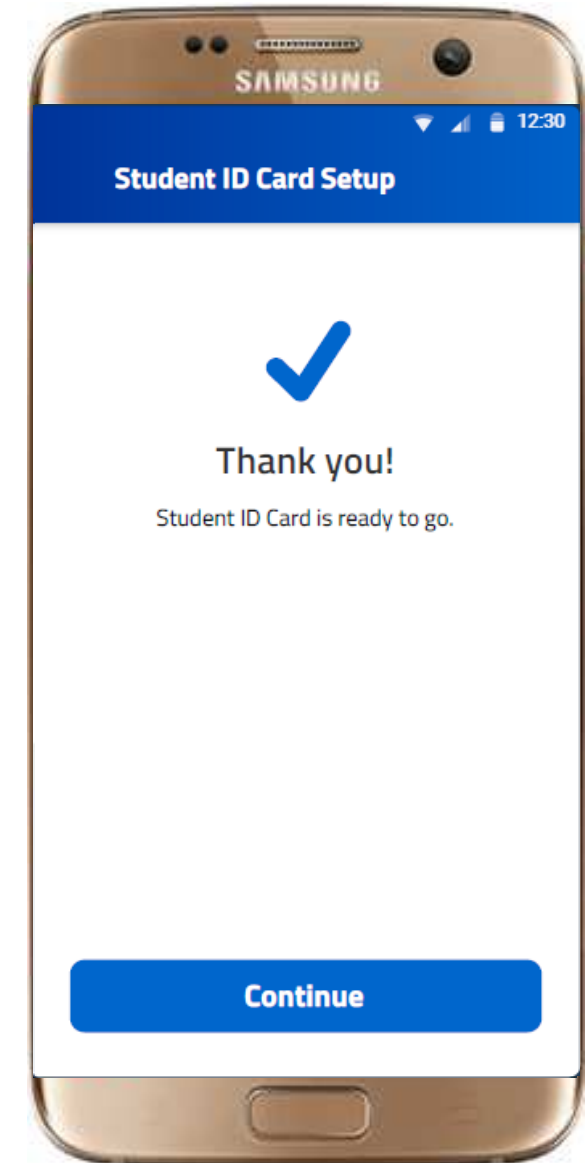 SAMSUNG
12:30
Student ID Card Setup
Thank you!
Student ID Card is ready to go.
Continue